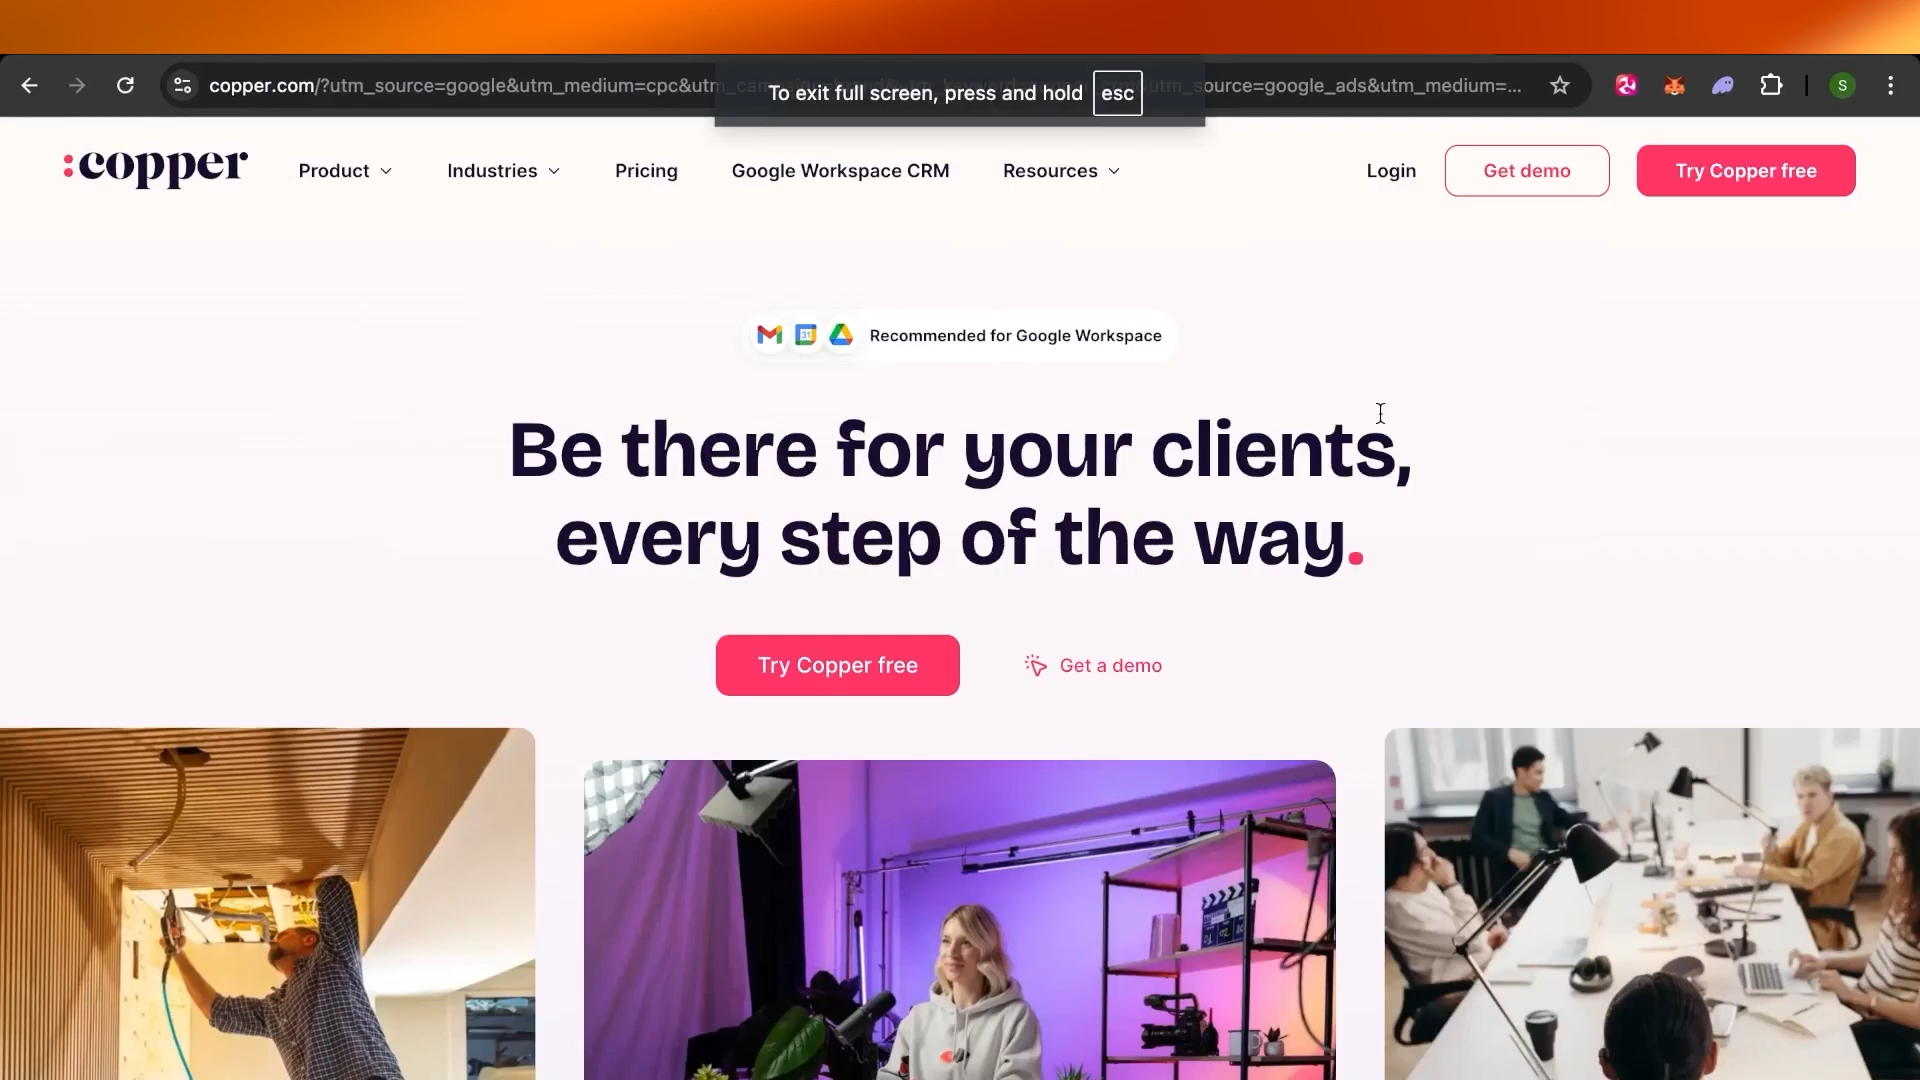 copper.com/?utm_source=google&utm_medium=cpc&utm_
utm_source=google_ads&utm_medium=...
To exit full screen, press and hold esc
S
:copper
Product
Industries
Pricing
Google Workspace CRM
Resources
Login
Get demo
Try Copper free
31
Recommended for Google Workspace
Be there for your clients,
every step of the way.
Try Copper free
Get a demo